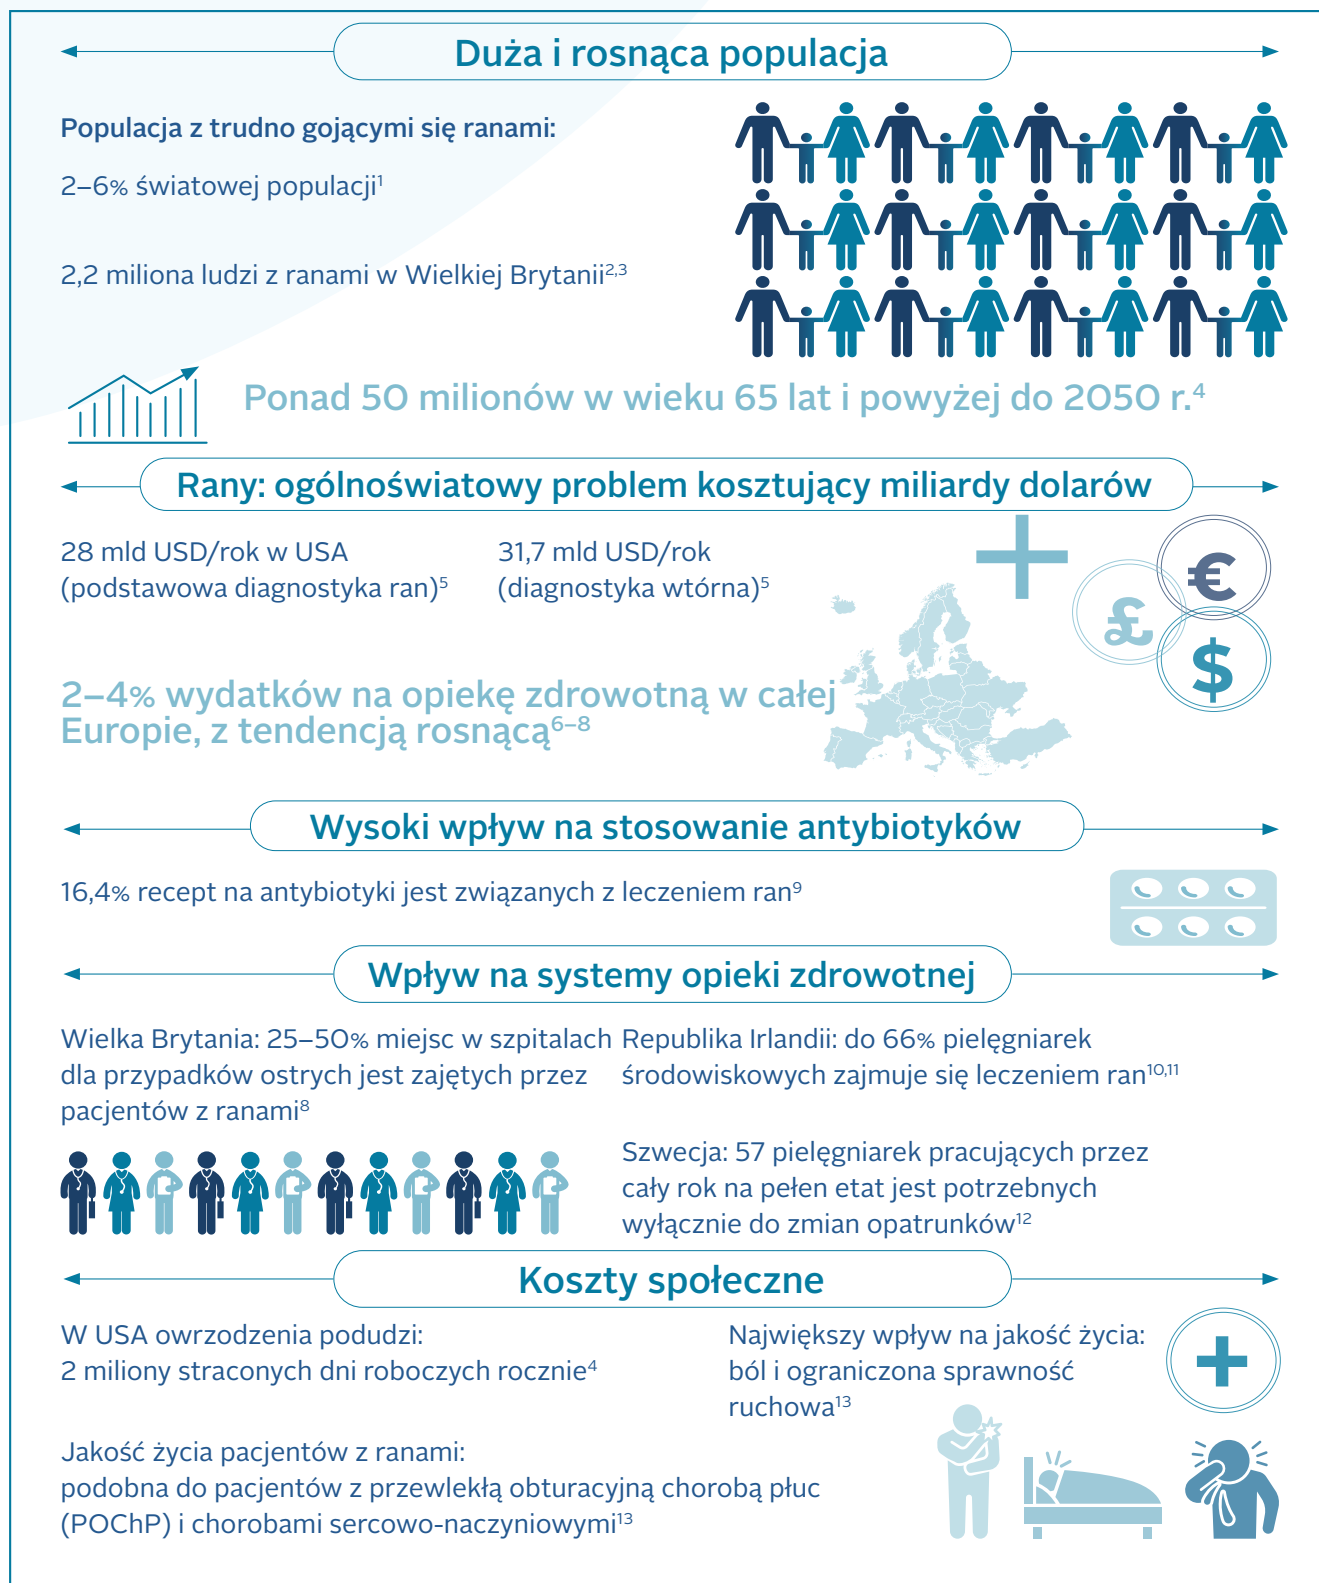 Duża i rosnąca populacja
Populacja z trudno gojącymi się ranami:
2–6% światowej populacji¹
2,2 miliona ludzi z ranami w Wielkiej Brytanii²,³
Ponad 50 milionów w wieku 65 lat i powyżej do 2050 r.⁴
Rany: ogólnoświatowy problem kosztujący miliardy dolarów
28 mld USD/rok w USA
(podstawowa diagnostyka ran)⁵
31,7 mld USD/rok
(diagnostyka wtórna)⁵
€
£
$
2–4% wydatków na opiekę zdrowotną w całej
Europie, z tendencją rosnącą⁶⁻⁸
Wysoki wpływ na stosowanie antybiotyków
16,4% recept na antybiotyki jest związanych z leczeniem ran⁹
Wpływ na systemy opieki zdrowotnej
Wielka Brytania: 25–50% miejsc w szpitalach
dla przypadków ostrych jest zajętych przez
pacjentów z ranami⁸
Republika Irlandii: do 66% pielęgniarek
środowiskowych zajmuje się leczeniem ran¹⁰,¹¹
Szwecja: 57 pielęgniarek pracujących przez
cały rok na pełen etat jest potrzebnych
wyłącznie do zmian opatrunków¹²
Koszty społeczne
W USA owrzodzenia podudzi:
2 miliony straconych dni roboczych rocznie⁴
Największy wpływ na jakość życia:
ból i ograniczona sprawność
ruchowa¹³
Jakość życia pacjentów z ranami:
podobna do pacjentów z przewlekłą obturacyjną chorobą płuc
(POChP) i chorobami sercowo-naczyniowymi¹³